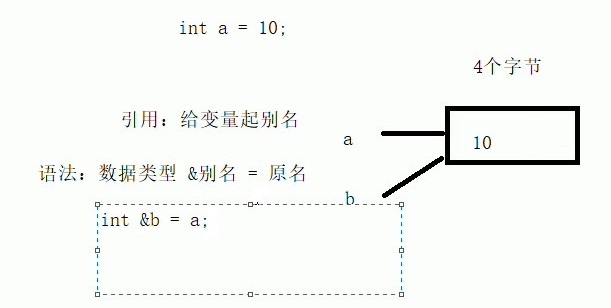 int a = 10;
4个字节
引用：给变量起别名
a
10
语法：数据类型 &别名 = 原名
b
int &b = a;